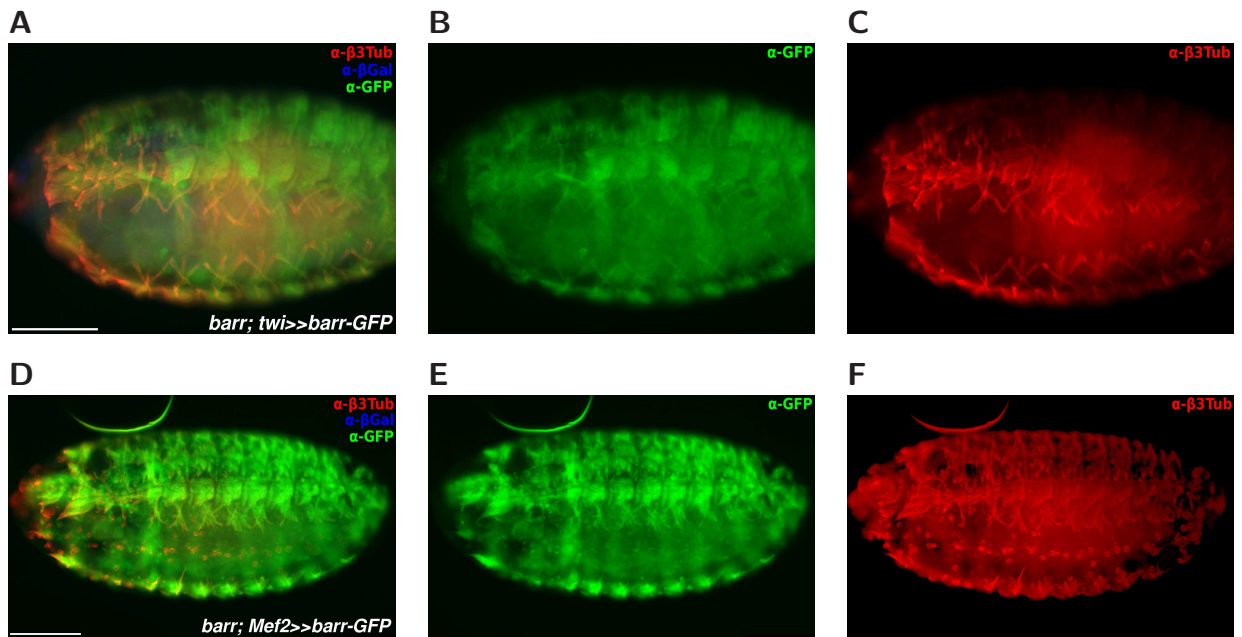 A
B
C
α-β3Tub
α-βGal
α-GFP
α-GFP
α-β3Tub
barr; twi>>barr-GFP
D
E
F
α-β3Tub
α-βGal
α-GFP
α-GFP
α-β3Tub
barr; Mef2>>barr-GFP